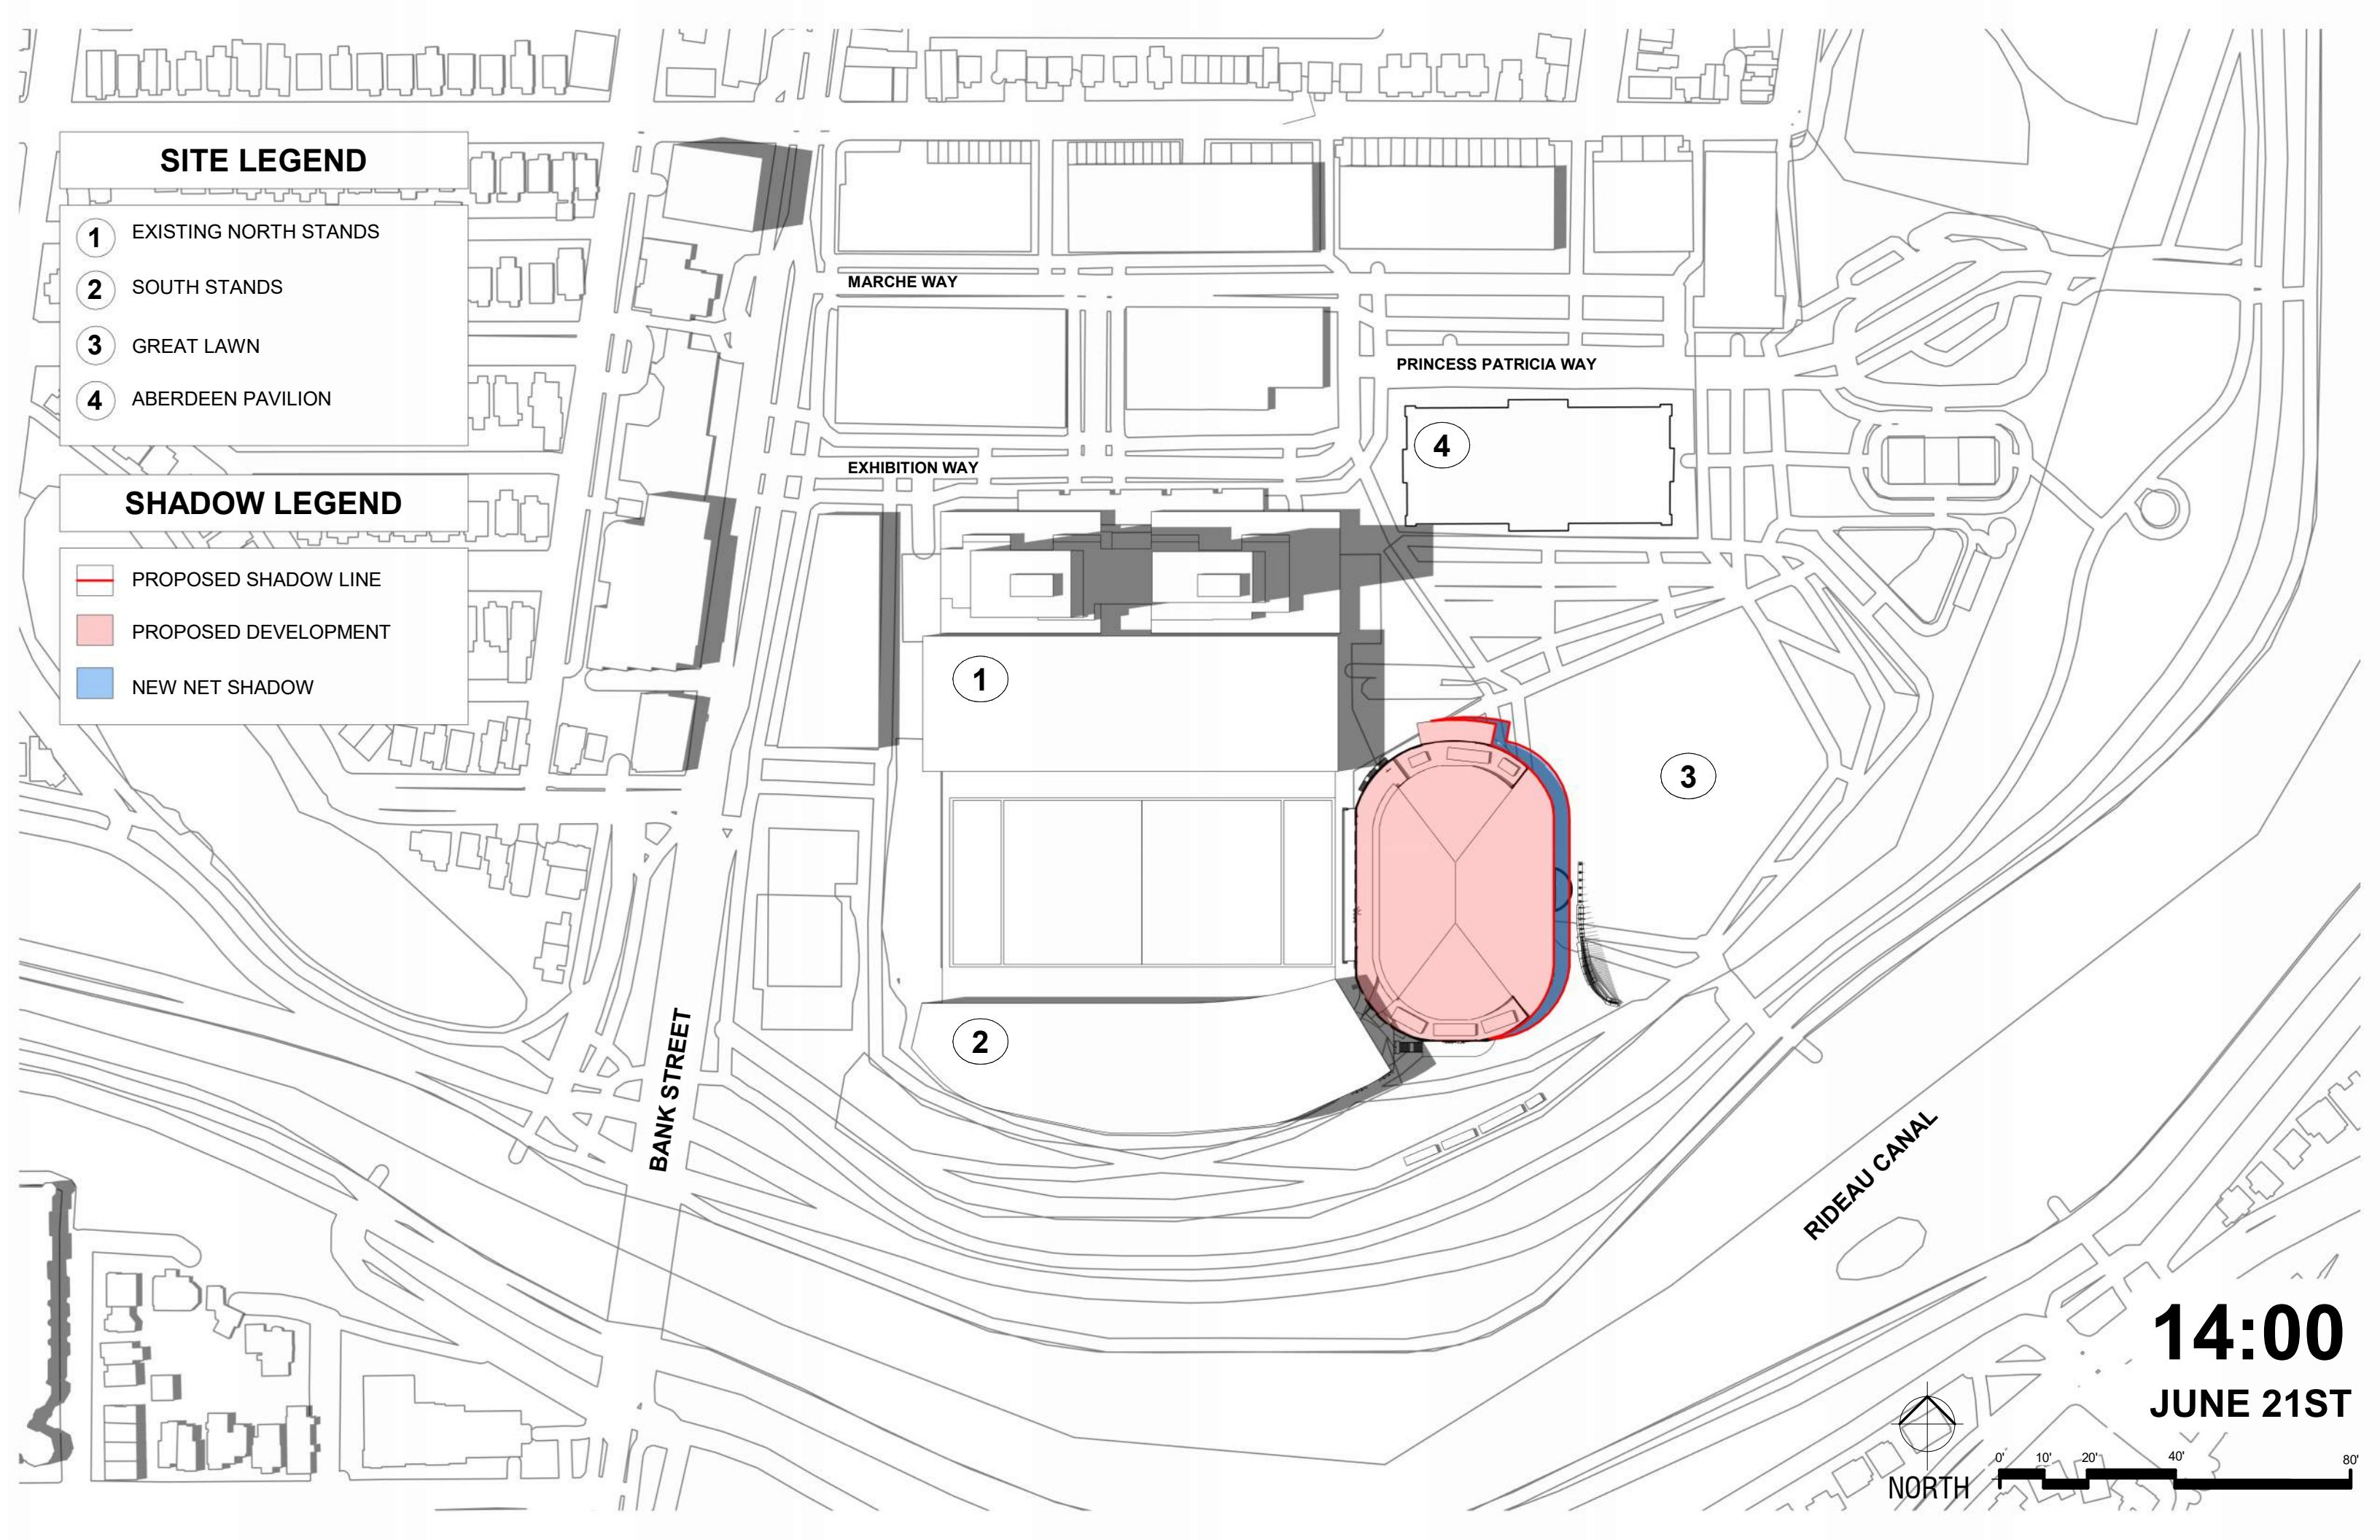 SITE LEGEND
1 EXISTING NORTH STANDS
2 SOUTH STANDS
3 GREAT LAWN
4 ABERDEEN PAVILION
SHADOW LEGEND
PROPOSED SHADOW LINE
PROPOSED DEVELOPMENT
NEW NET SHADOW
MARCHE WAY
PRINCESS PATRICIA WAY
4
EXHIBITION WAY
1
3
2
BANK STREET
RIDEAU CANAL
14:00
JUNE 21ST
NORTH
0' 10' 20' 40' 80'